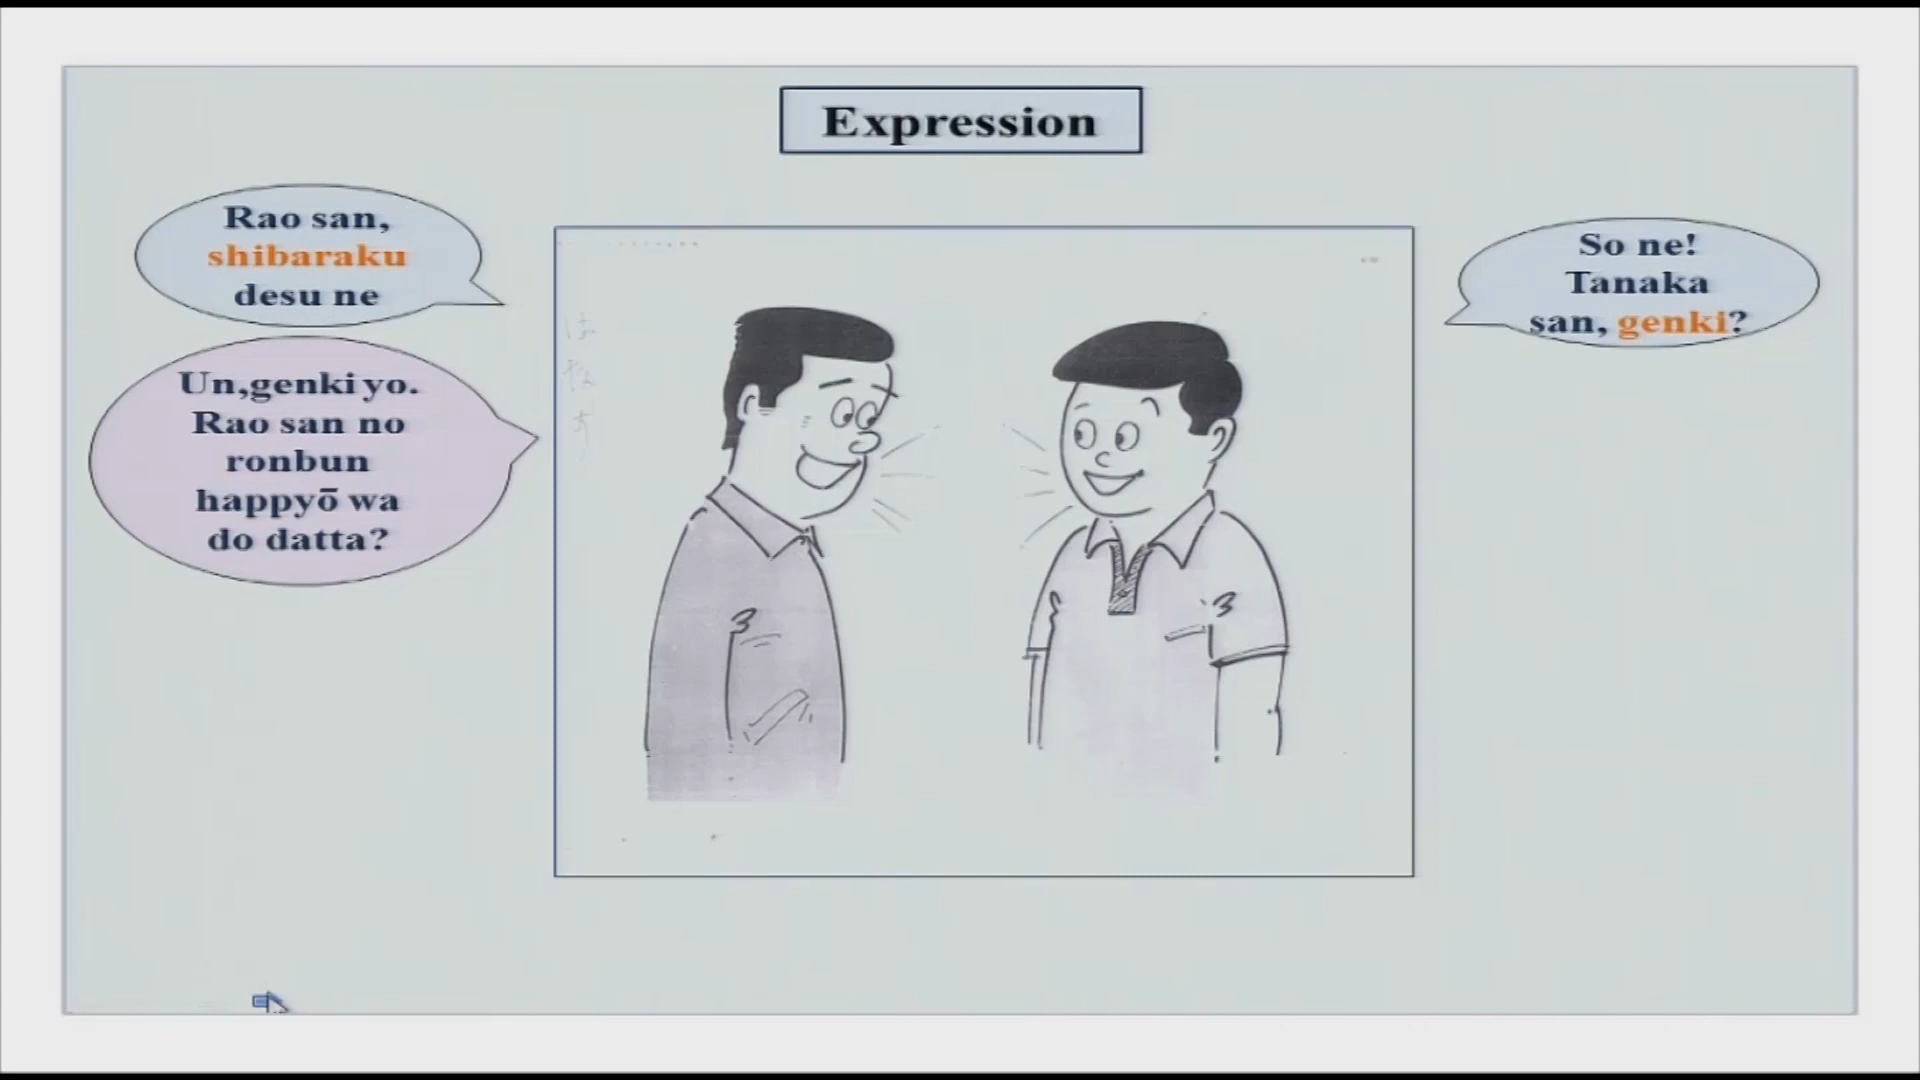 Expression
Rao san,
shibaraku
desu ne
So ne!
Tanaka
san, genki?
Un,genki yo.
Rao san no
ronbun
happyō wa
do datta?